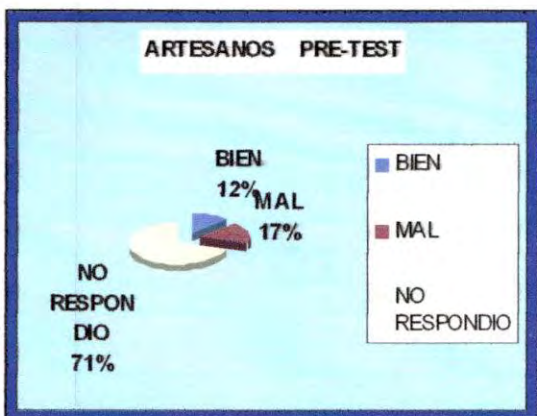 ARTESANOS PRE-TEST
BIEN
12%
MAL
17%
NO
RESPON
DIO
71%
BIEN
MAL
NO
RESPONDIO